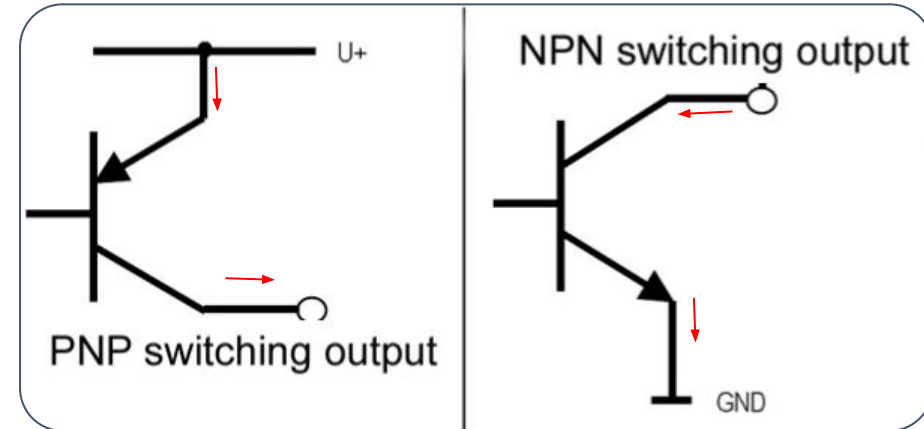 U+
PNP switching output
NPN switching output
GND